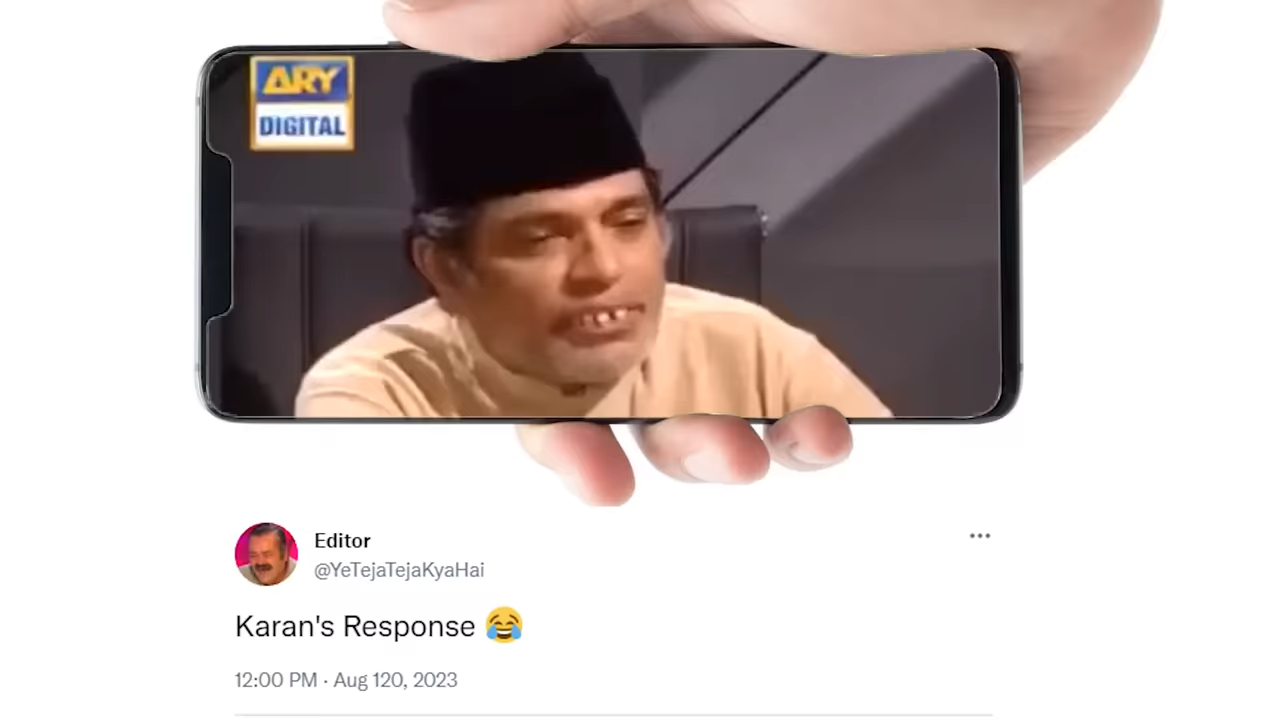 ARY
DIGITAL
Editor
@YeTejaTejaKyaHai
Karan's Response 😂
12:00 PM · Aug 120, 2023